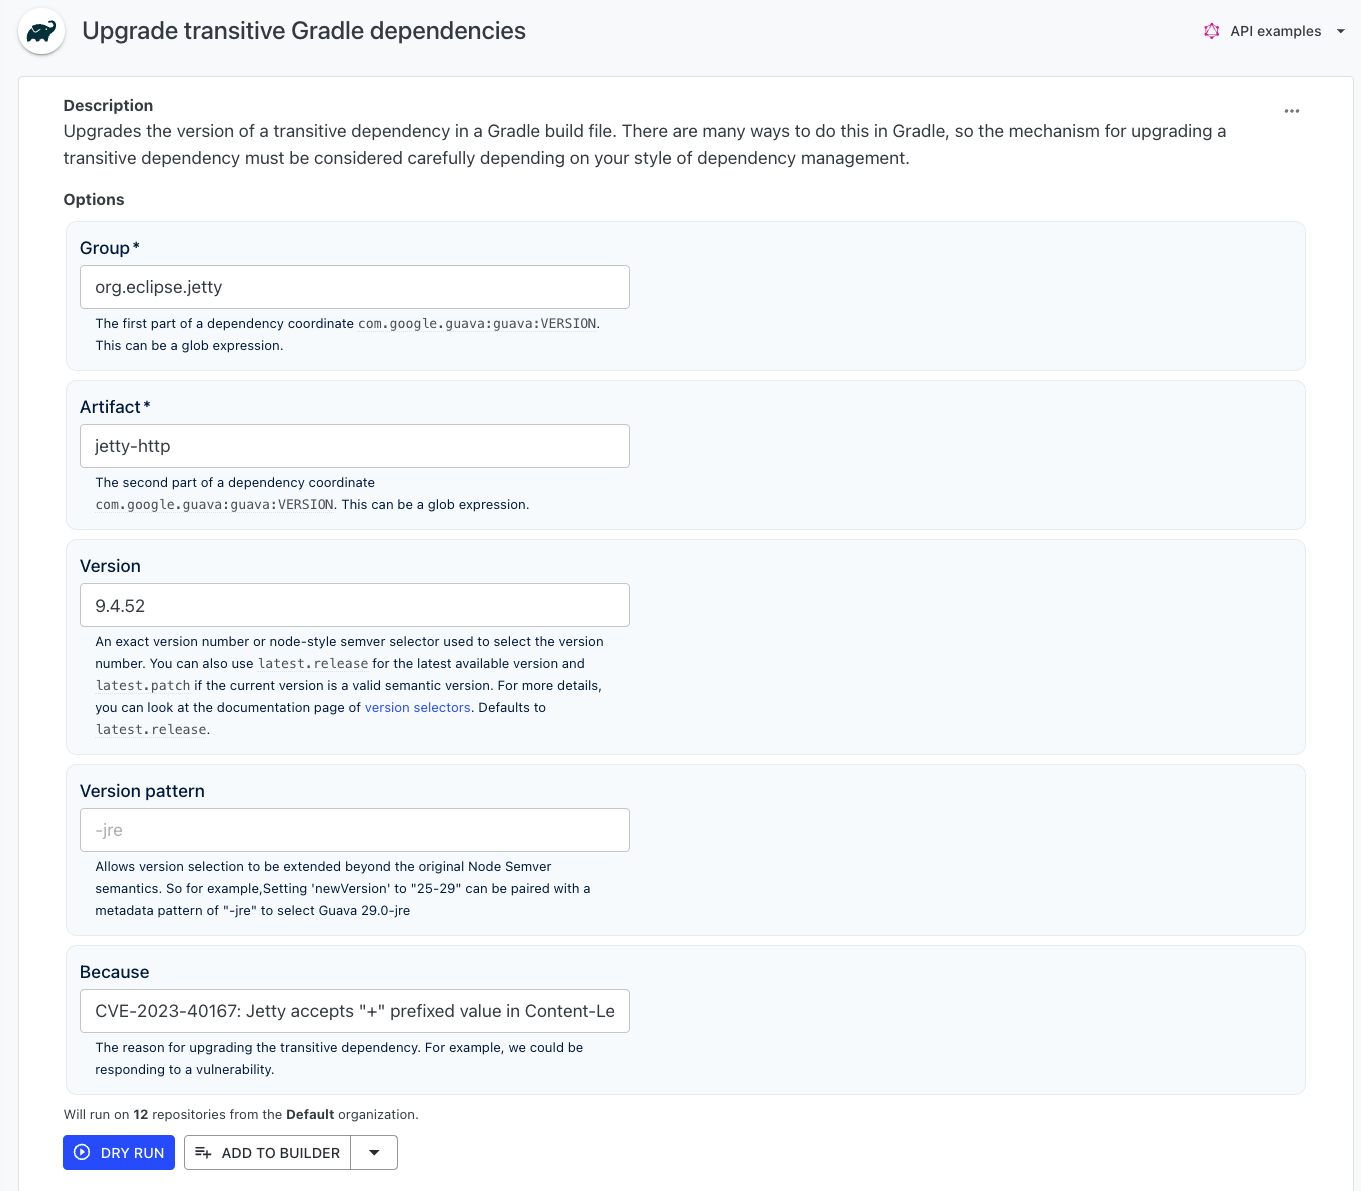 Upgrade transitive Gradle dependencies
API examples
Description
Upgrades the version of a transitive dependency in a Gradle build file. There are many ways to do this in Gradle, so the mechanism for upgrading a
transitive dependency must be considered carefully depending on your style of dependency management.
Options
Group*
org.eclipse.jetty
The first part of a dependency coordinate com.google.guava:guava:VERSION.
This can be a glob expression.
Artifact*
jetty-http
The second part of a dependency coordinate
com.google.guava:guava:VERSION. This can be a glob expression.
Version
9.4.52
An exact version number or node-style semver selector used to select the version
number. You can also use latest.release for the latest available version and
latest.patch if the current version is a valid semantic version. For more details,
you can look at the documentation page of version selectors. Defaults to
latest.release.
Version pattern
-jre
Allows version selection to be extended beyond the original Node Semver
semantics. So for example,Setting 'newVersion' to "25-29" can be paired with a
metadata pattern of "-jre" to select Guava 29.0-jre
Because
CVE-2023-40167: Jetty accepts "+" prefixed value in Content-Le
The reason for upgrading the transitive dependency. For example, we could be
responding to a vulnerability.
Will run on 12 repositories from the Default organization.
DRY RUN
ADD TO BUILDER